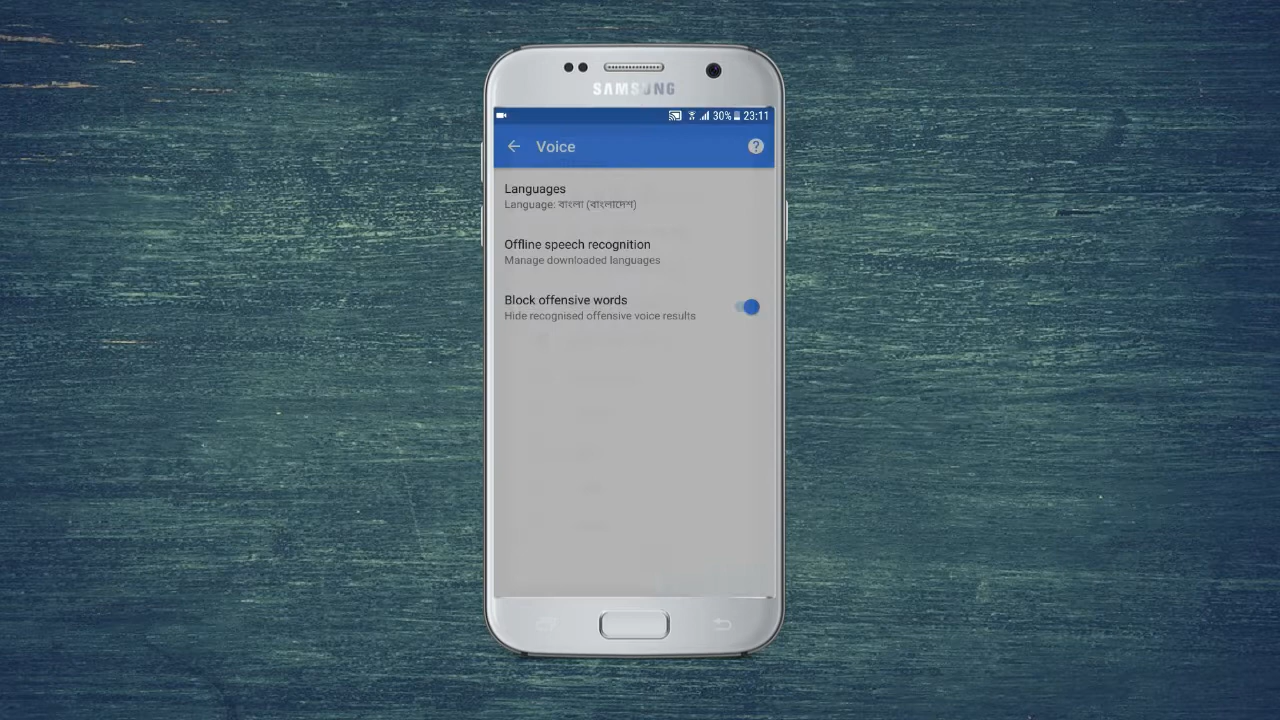 SAMSUNG
30% 23:11
Voice
Languages
Language: বাংলা (বাংলাদেশ)
Offline speech recognition
Manage downloaded languages
Block offensive words
Hide recognised offensive voice results